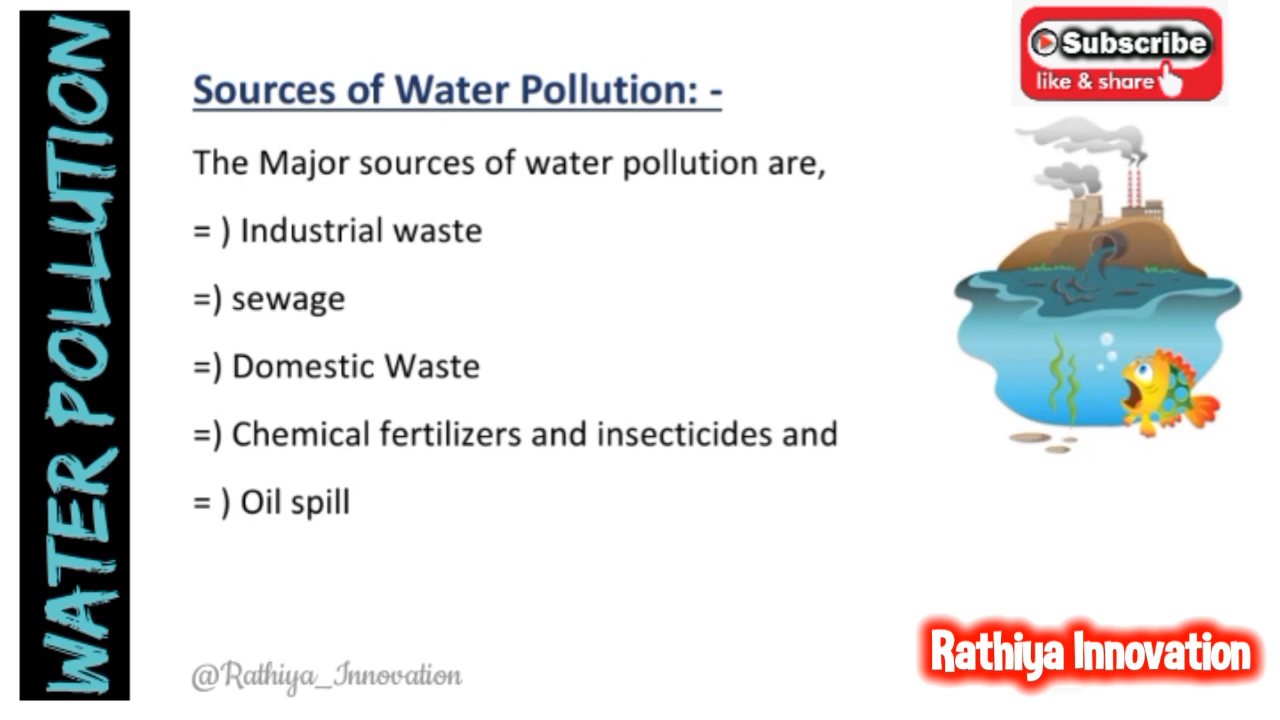 WATER POLLUTION
Subscribe
like & share
Sources of Water Pollution: -
The Major sources of water pollution are,
= ) Industrial waste
=) sewage
=) Domestic Waste
=) Chemical fertilizers and insecticides and
= ) Oil spill
@Rathiya_Innovation
Rathiya Innovation